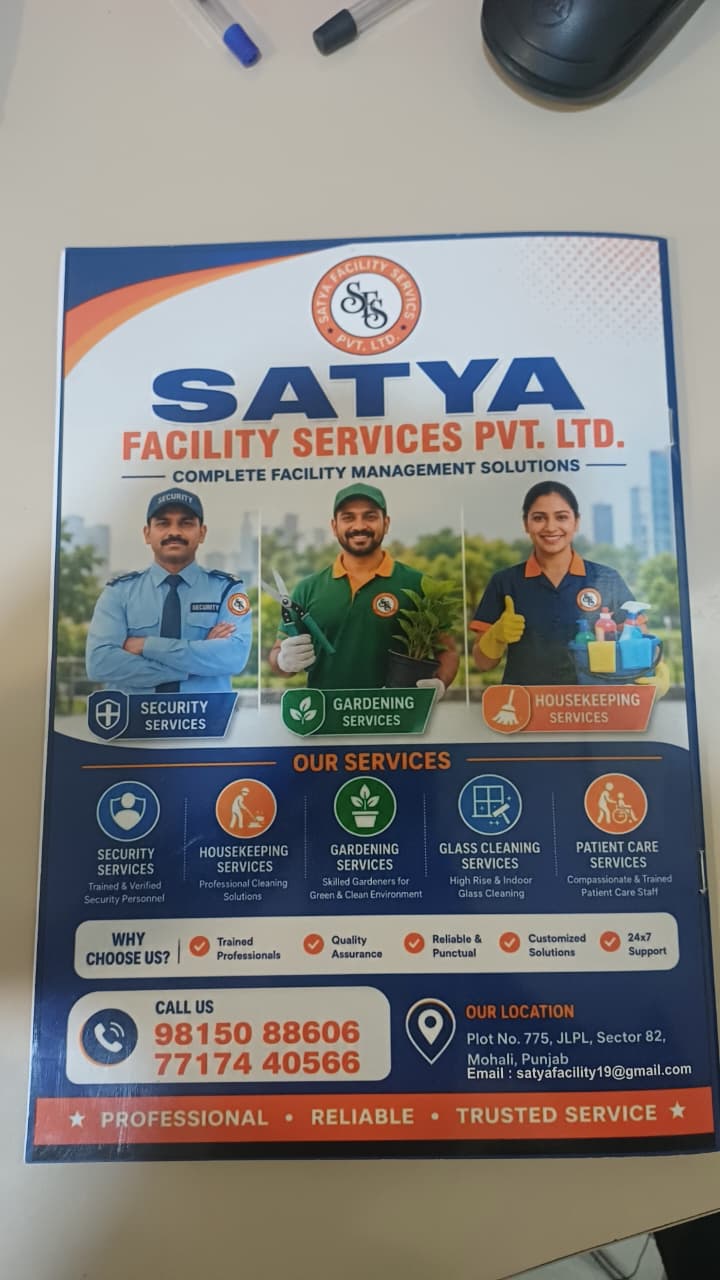 SATYA FACILITY SERVICS
SFS
PVT. LTD.
SATYA
FACILITY SERVICES PVT. LTD.
COMPLETE FACILITY MANAGEMENT SOLUTIONS
SECURITY
SECURITY
SECURITY
SERVICES
GARDENING
SERVICES
HOUSEKEEPING
SERVICES
OUR SERVICES
SECURITY
SERVICES
Trained & Verified
Security Personnel
HOUSEKEEPING
SERVICES
Professional Cleaning
Solutions
GARDENING
SERVICES
Skilled Gardeners for
Green & Clean Environment
GLASS CLEANING
SERVICES
High Rise & Indoor
Glass Cleaning
PATIENT CARE
SERVICES
Compassionate & Trained
Patient Care Staff
WHY
CHOOSE US?
Trained
Professionals
Quality
Assurance
Reliable &
Punctual
Customized
Solutions
24x7
Support
CALL US
98150 88606
77174 40566
OUR LOCATION
Plot No. 775, JLPL, Sector 82,
Mohali, Punjab
Email : satyafacility19@gmail.com
★ PROFESSIONAL • RELIABLE • TRUSTED SERVICE ★